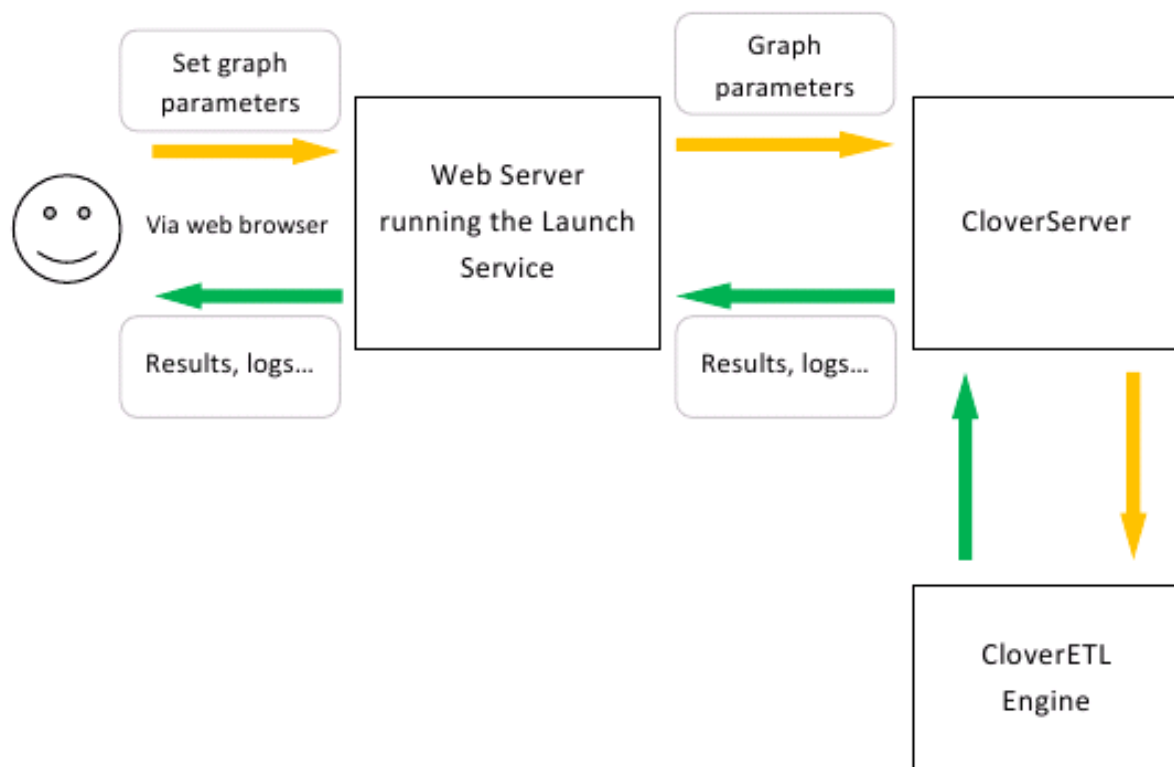 Set graph
parameters
Graph
parameters
Via web browser
Web Server
running the Launch
Service
CloverServer
Results, logs...
Results, logs...
CloverETL
Engine